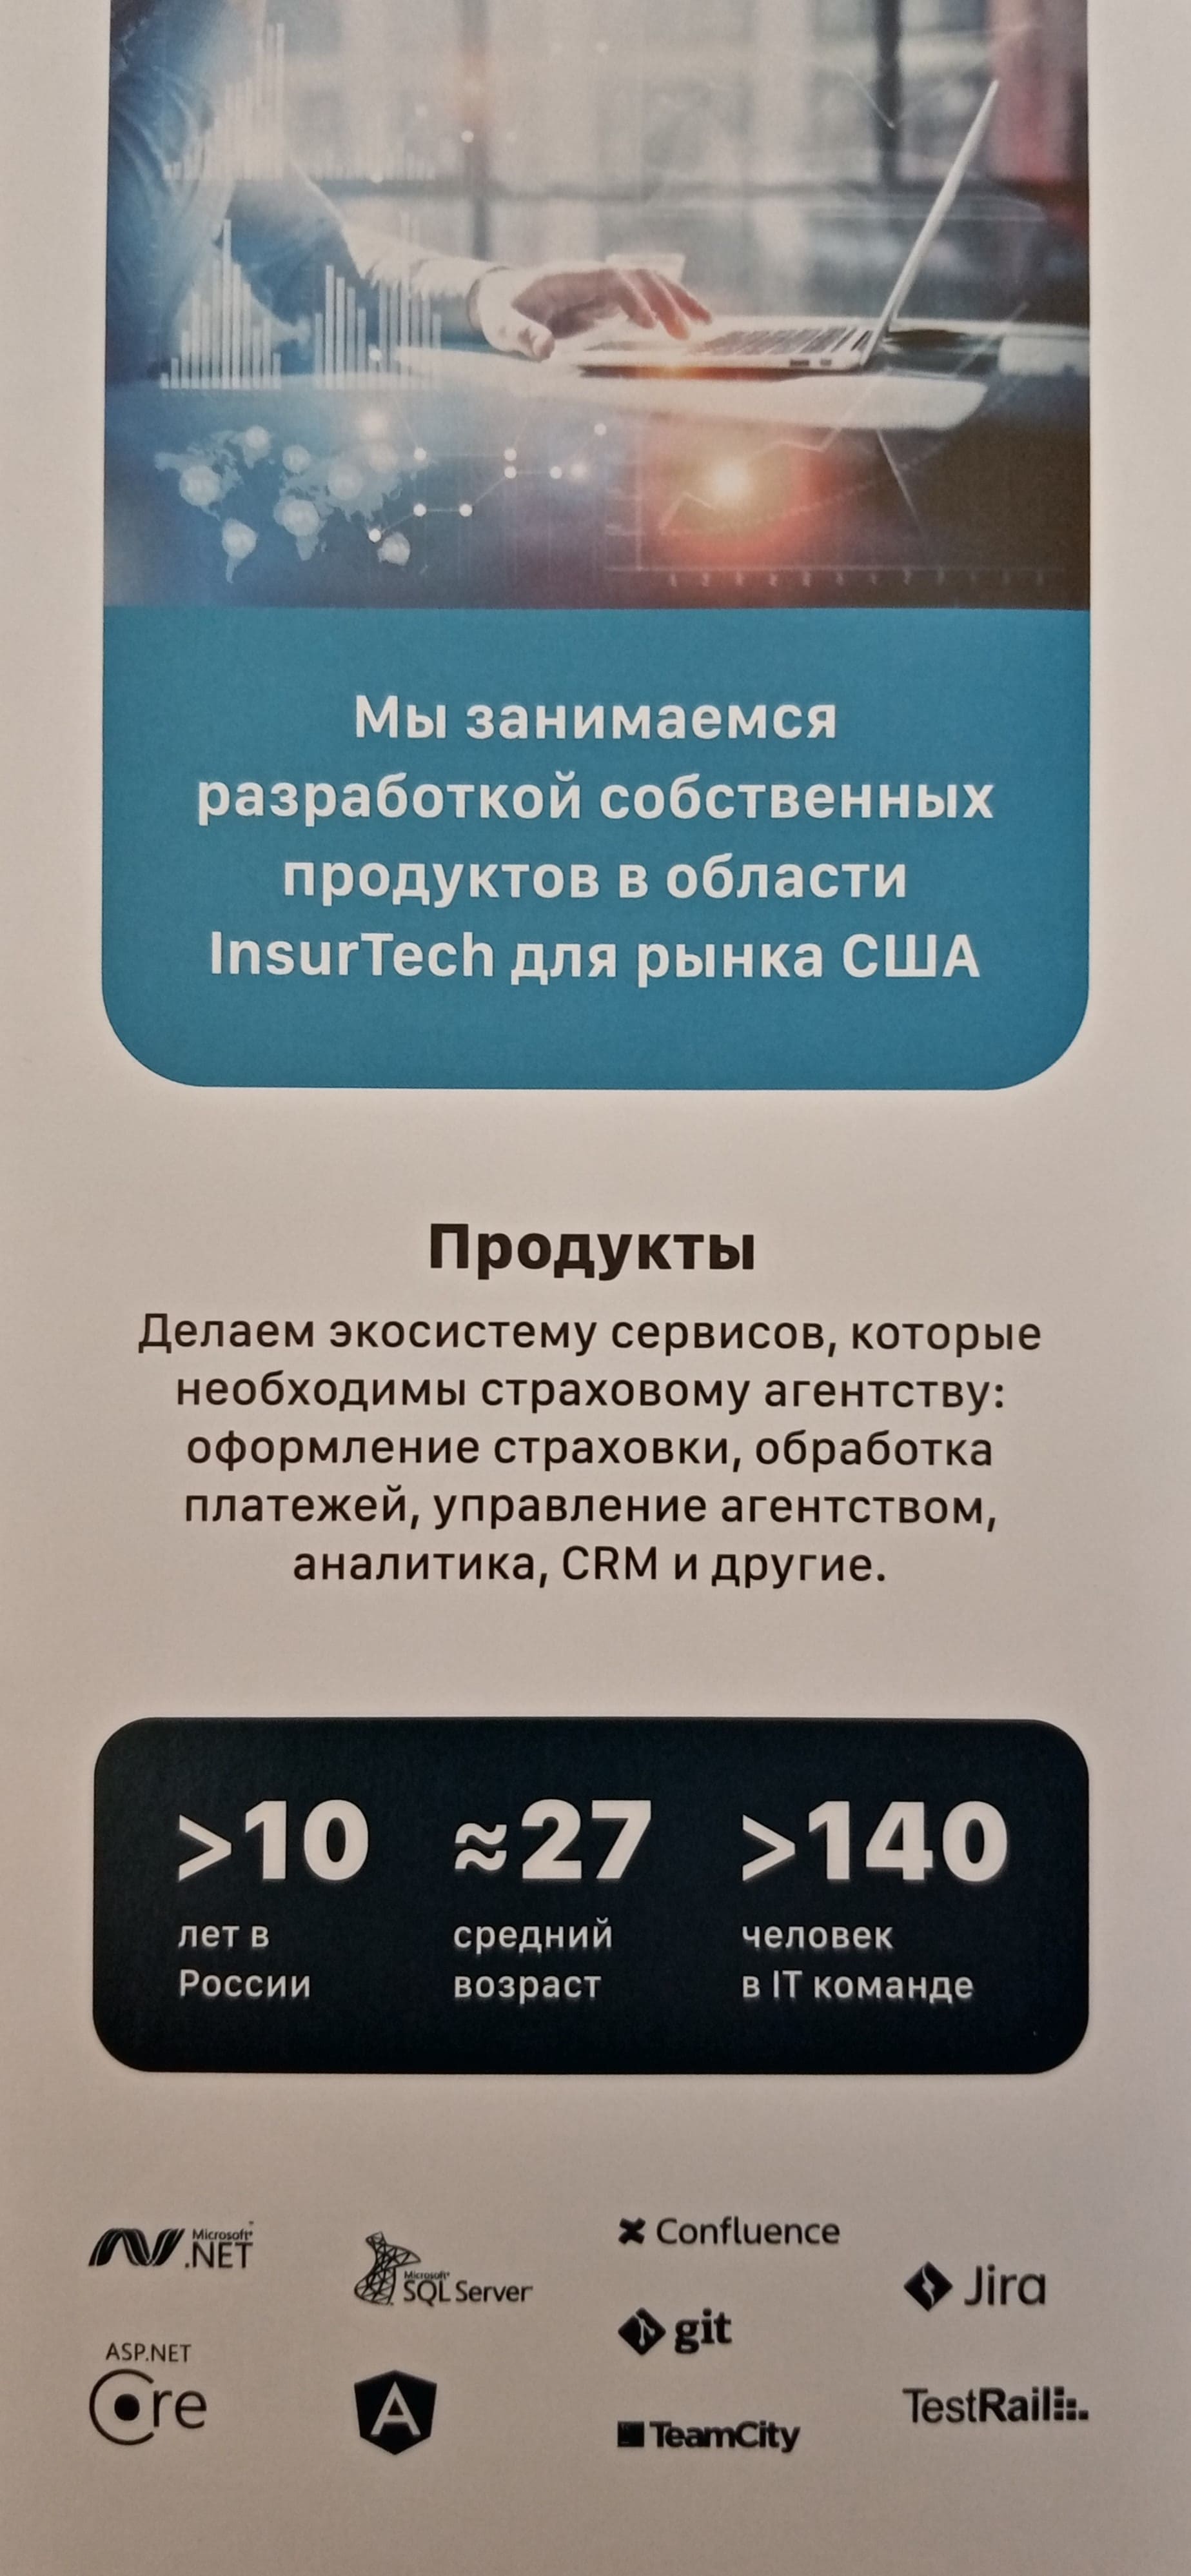 Мы занимаемся
разработкой собственных
продуктов в области
InsurTech для рынка США
Продукты
Делаем экосистему сервисов, которые
необходимы страховому агентству:
оформление страховки, обработка
платежей, управление агентством,
аналитика, CRM и другие.
>10
лет в
России
≈27
средний
возраст
>140
человек
в IT команде
Microsoft®
.NET
ASP.NET
Core
Microsoft®
SQL Server
A
Confluence
git
TeamCity
Jira
TestRail